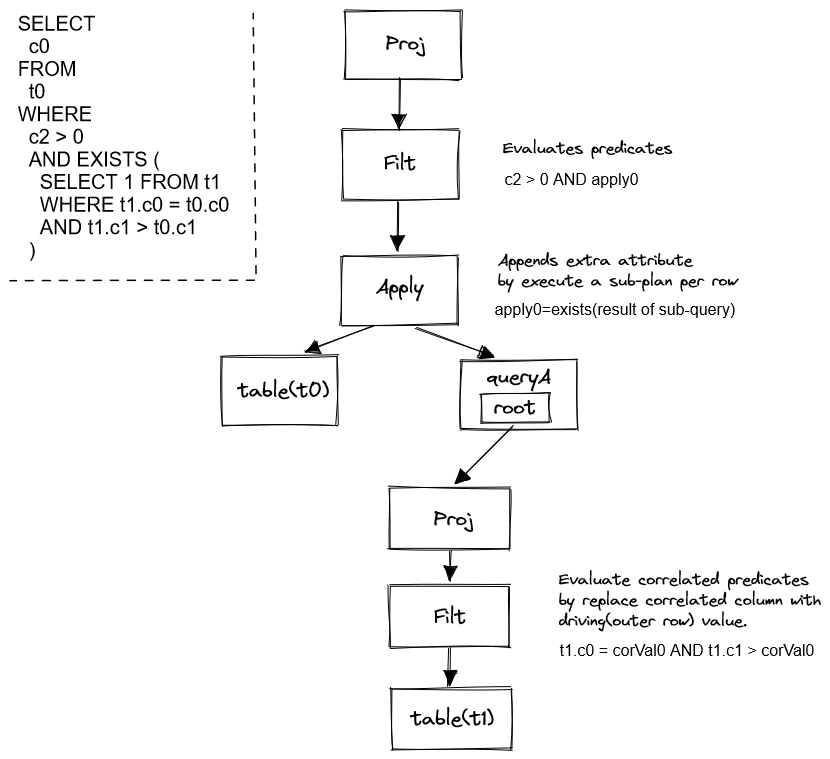 SELECT
c0
FROM
t0
WHERE
c2 > 0
AND EXISTS (
SELECT 1 FROM t1
WHERE t1.c0 = t0.c0
AND t1.c1 > t0.c1
)
Proj
Filt
Evaluates predicates
c2 > 0 AND apply0
Apply
Appends extra attribute
by execute a sub-plan per row
apply0=exists(result of sub-query)
table(t0)
queryA
root
Proj
Filt
Evaluate correlated predicates
by replace correlated column with
driving(outer row) value.
t1.c0 = corVal0 AND t1.c1 > corVal0
table(t1)